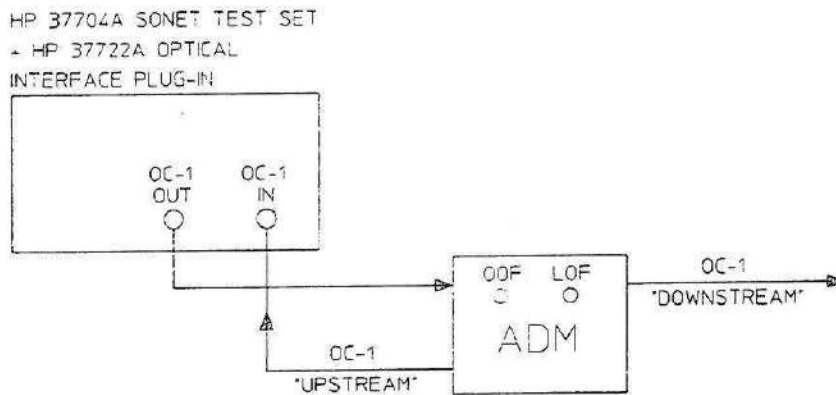 HP 37704A SONET TEST SET
+ HP 37722A OPTICAL
INTERFACE PLUG-IN
OC-1 OUT
OC-1 IN
OOF LOF
ADM
OC-1
"DOWNSTREAM"
OC-1
"UPSTREAM"